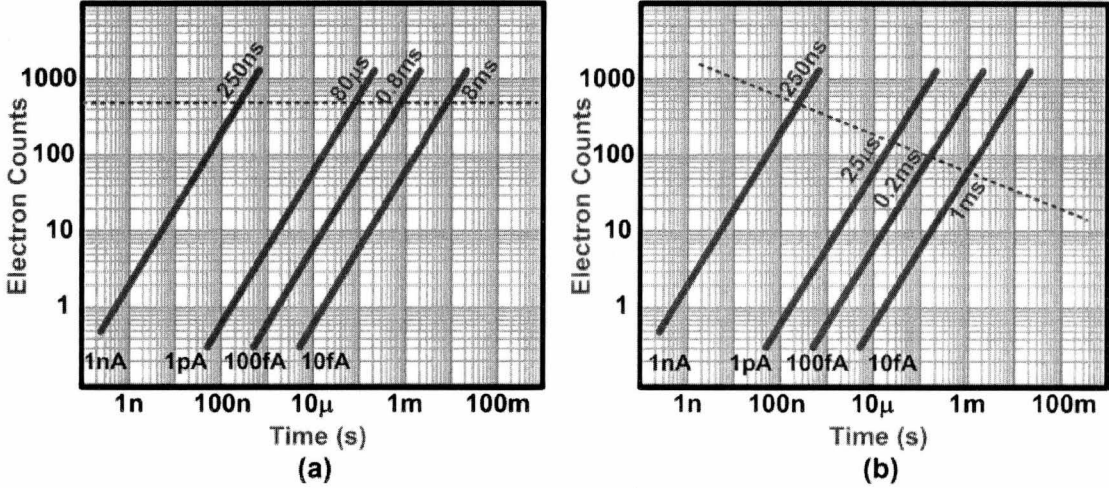 Electron Counts
1000
100
10
1
250ns
80µs
0.8ms
8ms
1nA
1pA
100fA
10fA
1n
100n
10µ
1m
100m
Time (s)
(a)
Electron Counts
1000
100
10
1
250ns
25µs
0.2ms
1ms
1nA
1pA
100fA
10fA
1n
100n
10µ
1m
100m
Time (s)
(b)